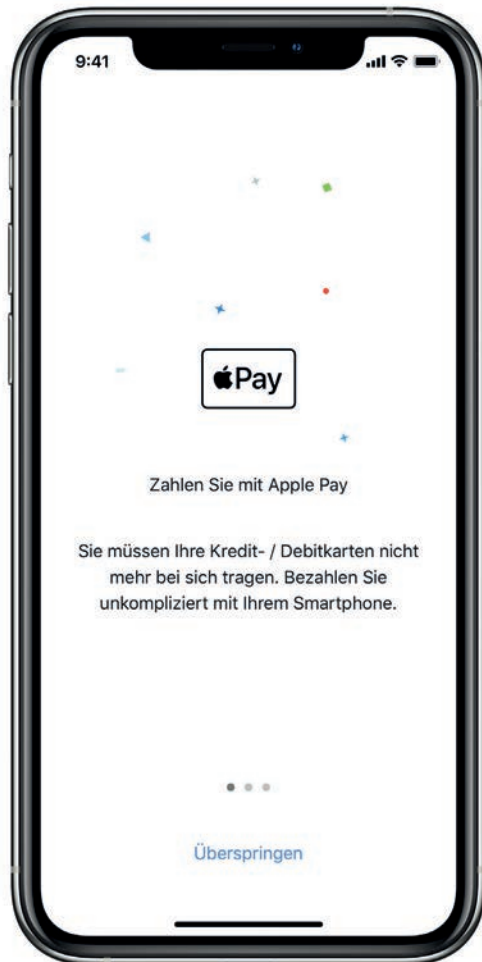 9:41
Pay
Zahlen Sie mit Apple Pay
Sie müssen Ihre Kredit- / Debitkarten nicht
mehr bei sich tragen. Bezahlen Sie
unkompliziert mit Ihrem Smartphone.
Überspringen